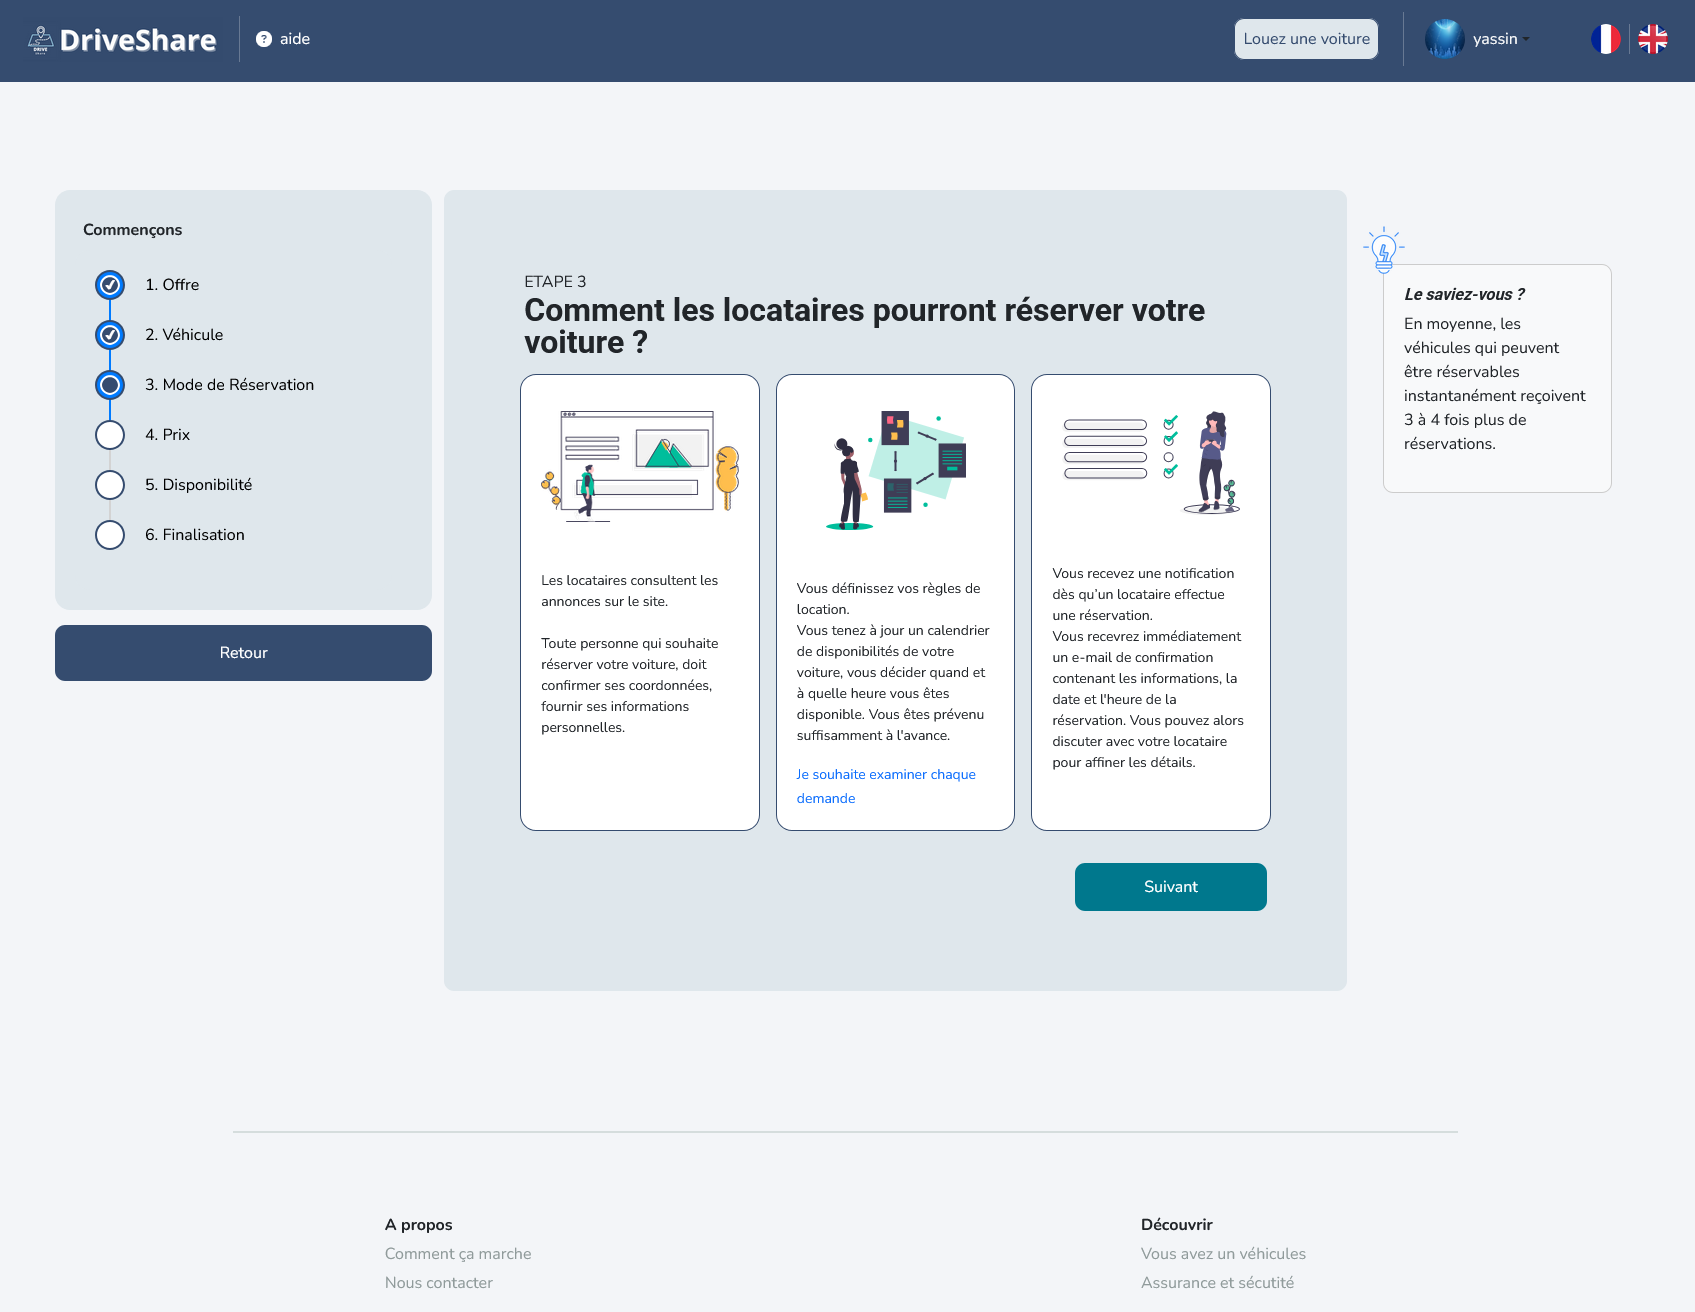 DriveShare
aide
Louez une voiture
yassin
Commençons
1. Offre
2. Véhicule
3. Mode de Réservation
4. Prix
5. Disponibilité
6. Finalisation
Retour
ETAPE 3
Comment les locataires pourront réserver votre
voiture ?
Les locataires consultent les
annonces sur le site.
Toute personne qui souhaite
réserver votre voiture, doit
confirmer ses coordonnées,
fournir ses informations
personnelles.
Vous définissez vos règles de
location.
Vous tenez à jour un calendrier
de disponibilités de votre
voiture, vous décider quand et
à quelle heure vous êtes
disponible. Vous êtes prévenu
suffisamment à l'avance.
Je souhaite examiner chaque
demande
Vous recevez une notification
dès qu’un locataire effectue
une réservation.
Vous recevrez immédiatement
un e-mail de confirmation
contenant les informations, la
date et l'heure de la
réservation. Vous pouvez alors
discuter avec votre locataire
pour affiner les détails.
Suivant
Le saviez-vous ?
En moyenne, les
véhicules qui peuvent
être réservables
instantanément reçoivent
3 à 4 fois plus de
réservations.
A propos
Comment ça marche
Nous contacter
Découvrir
Vous avez un véhicules
Assurance et sécutité